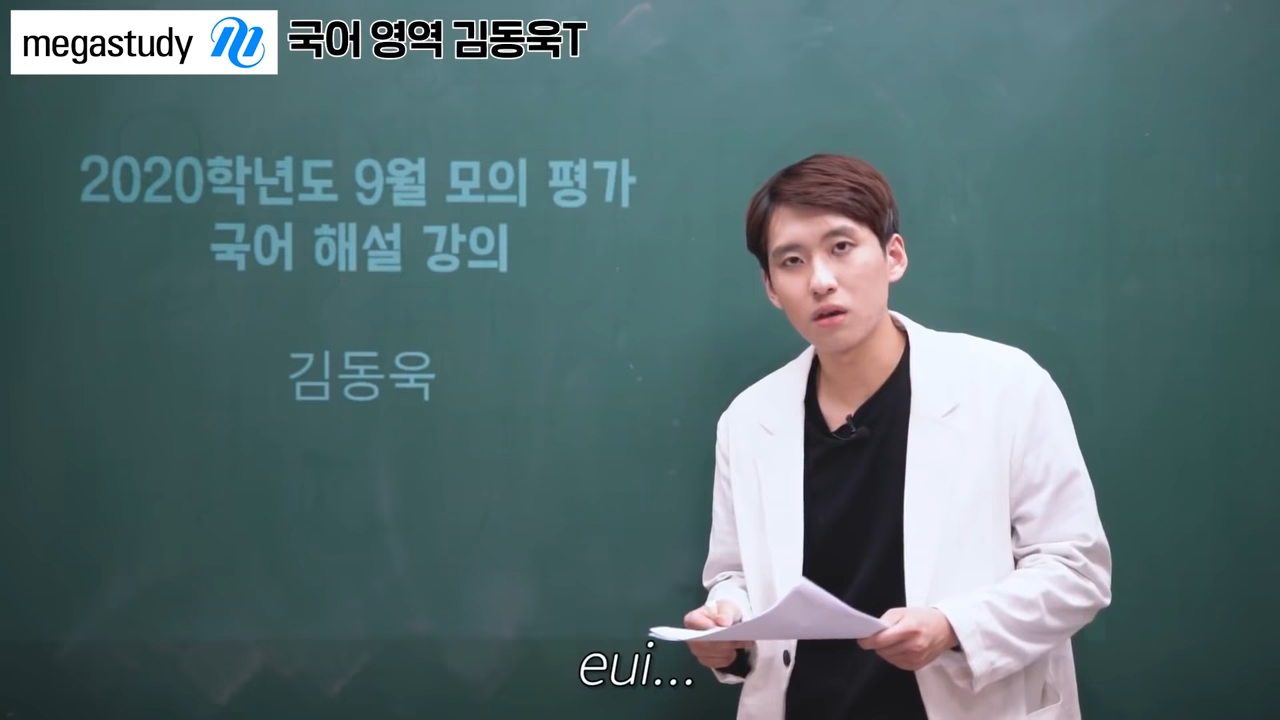 megastudy 국어 영역 김동욱T
2020학년도 9월 모의 평가
국어 해설 강의
김동욱
eui...